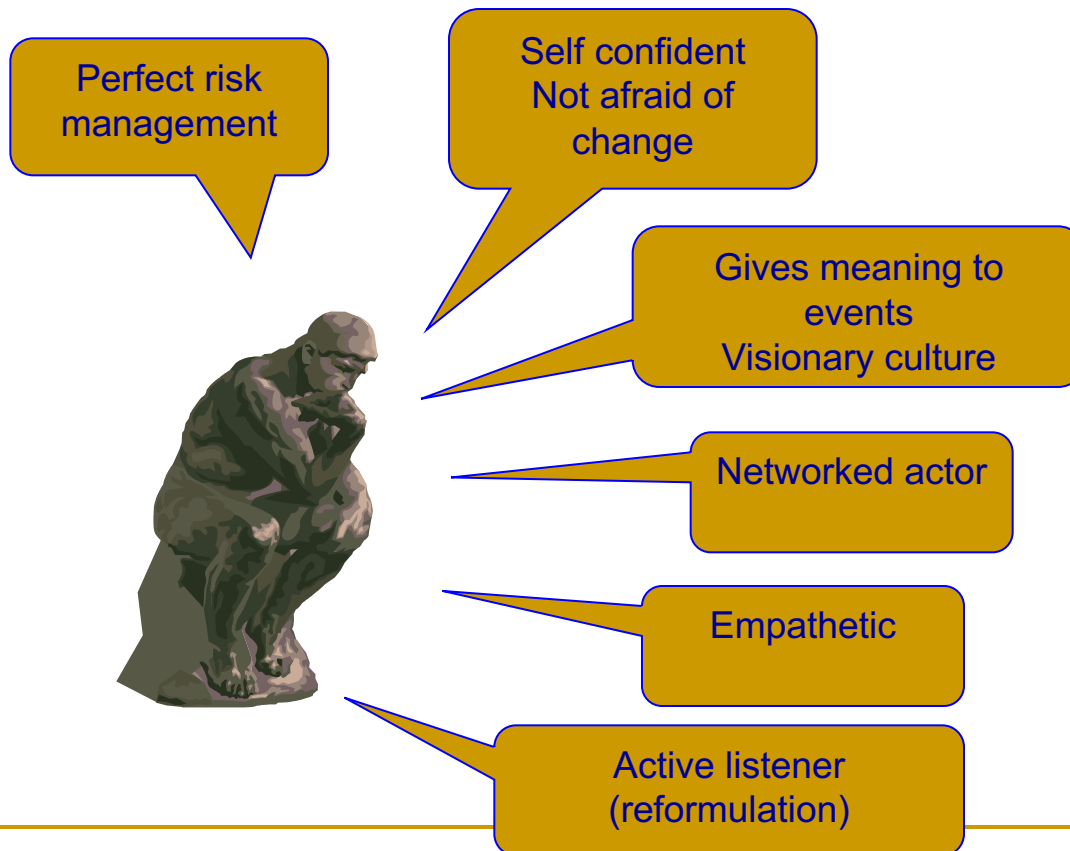 Perfect risk
management
Self confident
Not afraid of
change
Gives meaning to
events
Visionary culture
Networked actor
Empathetic
Active listener
(reformulation)